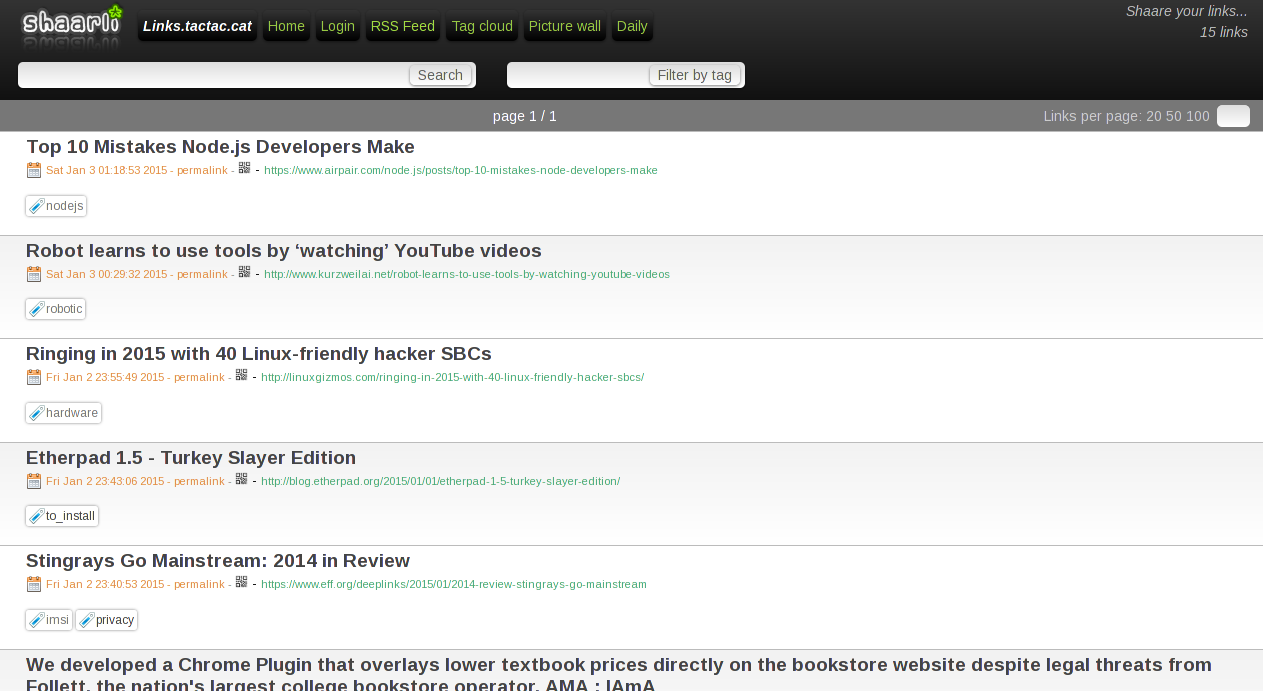 shaarli Links.tactac.cat Home Login RSS Feed Tag cloud Picture wall Daily Shaare your links...
15 links
Search Filter by tag
page 1 / 1 Links per page: 20 50 100
Top 10 Mistakes Node.js Developers Make
Sat Jan 3 01:18:53 2015 - permalink - - https://www.airpair.com/node.js/posts/top-10-mistakes-node-developers-make
nodejs
Robot learns to use tools by ‘watching’ YouTube videos
Sat Jan 3 00:29:32 2015 - permalink - - http://www.kurzweilai.net/robot-learns-to-use-tools-by-watching-youtube-videos
robotic
Ringing in 2015 with 40 Linux-friendly hacker SBCs
Fri Jan 2 23:55:49 2015 - permalink - - http://linuxgizmos.com/ringing-in-2015-with-40-linux-friendly-hacker-sbcs/
hardware
Etherpad 1.5 - Turkey Slayer Edition
Fri Jan 2 23:43:06 2015 - permalink - - http://blog.etherpad.org/2015/01/01/etherpad-1-5-turkey-slayer-edition/
to_install
Stingrays Go Mainstream: 2014 in Review
Fri Jan 2 23:40:53 2015 - permalink - - https://www.eff.org/deeplinks/2015/01/2014-review-stingrays-go-mainstream
imsi privacy
We developed a Chrome Plugin that overlays lower textbook prices directly on the bookstore website despite legal threats from
Follett, the nation's largest college bookstore operator. AMA : IAmA